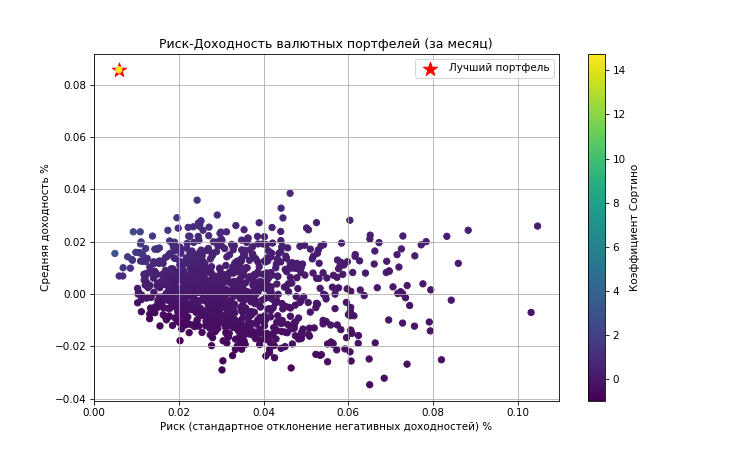 Риск-Доходность валютных портфелей (за месяц)
Лучший портфель
Средняя доходность %
0.08
0.06
0.04
0.02
0.00
−0.02
−0.04
0.00 0.02 0.04 0.06 0.08 0.10
Риск (стандартное отклонение негативных доходностей) %
14
12
10
8
6
4
2
0
Коэффициент Сортино